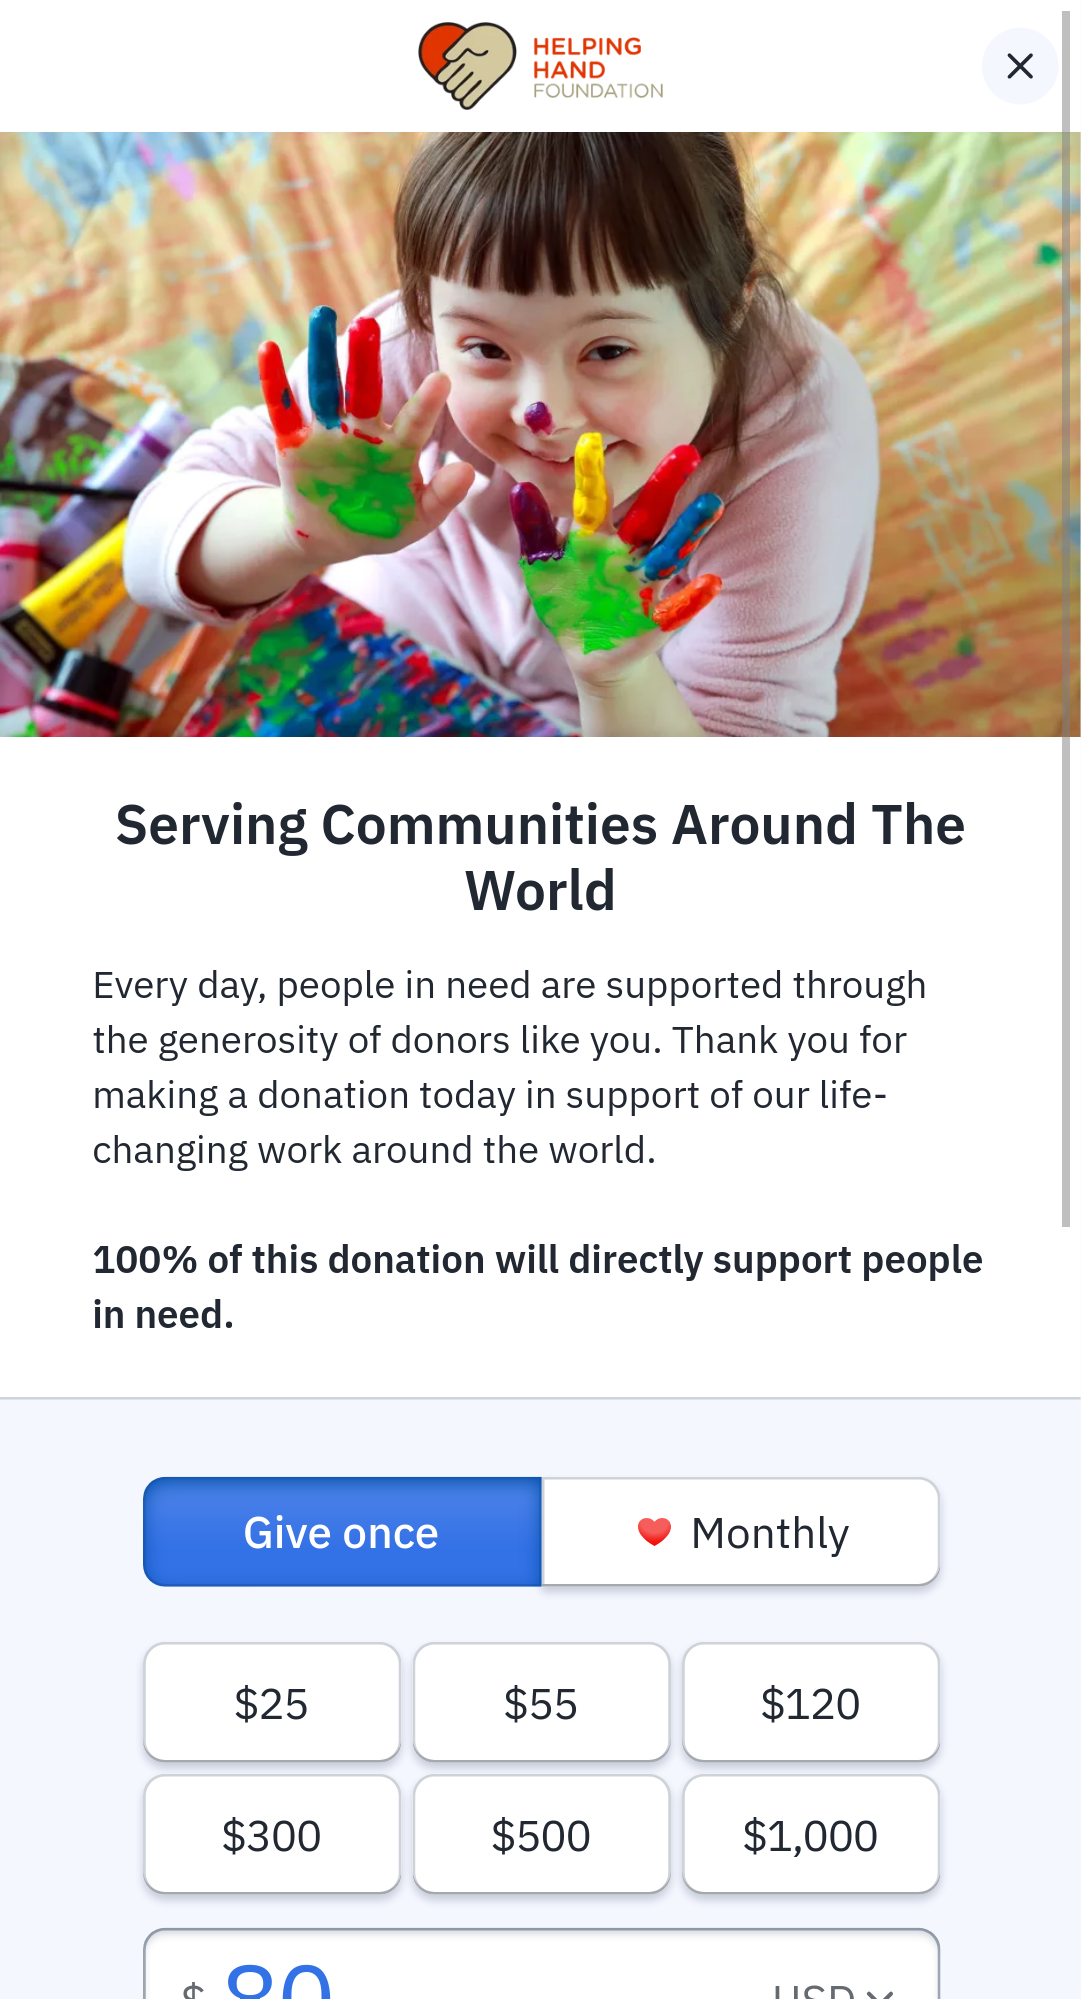 HELPING
HAND
FOUNDATION
Serving Communities Around The
World
Every day, people in need are supported through
the generosity of donors like you. Thank you for
making a donation today in support of our life-
changing work around the world.
100% of this donation will directly support people
in need.
Give once
Monthly
$25
$55
$120
$300
$500
$1,000
$ 80
USD